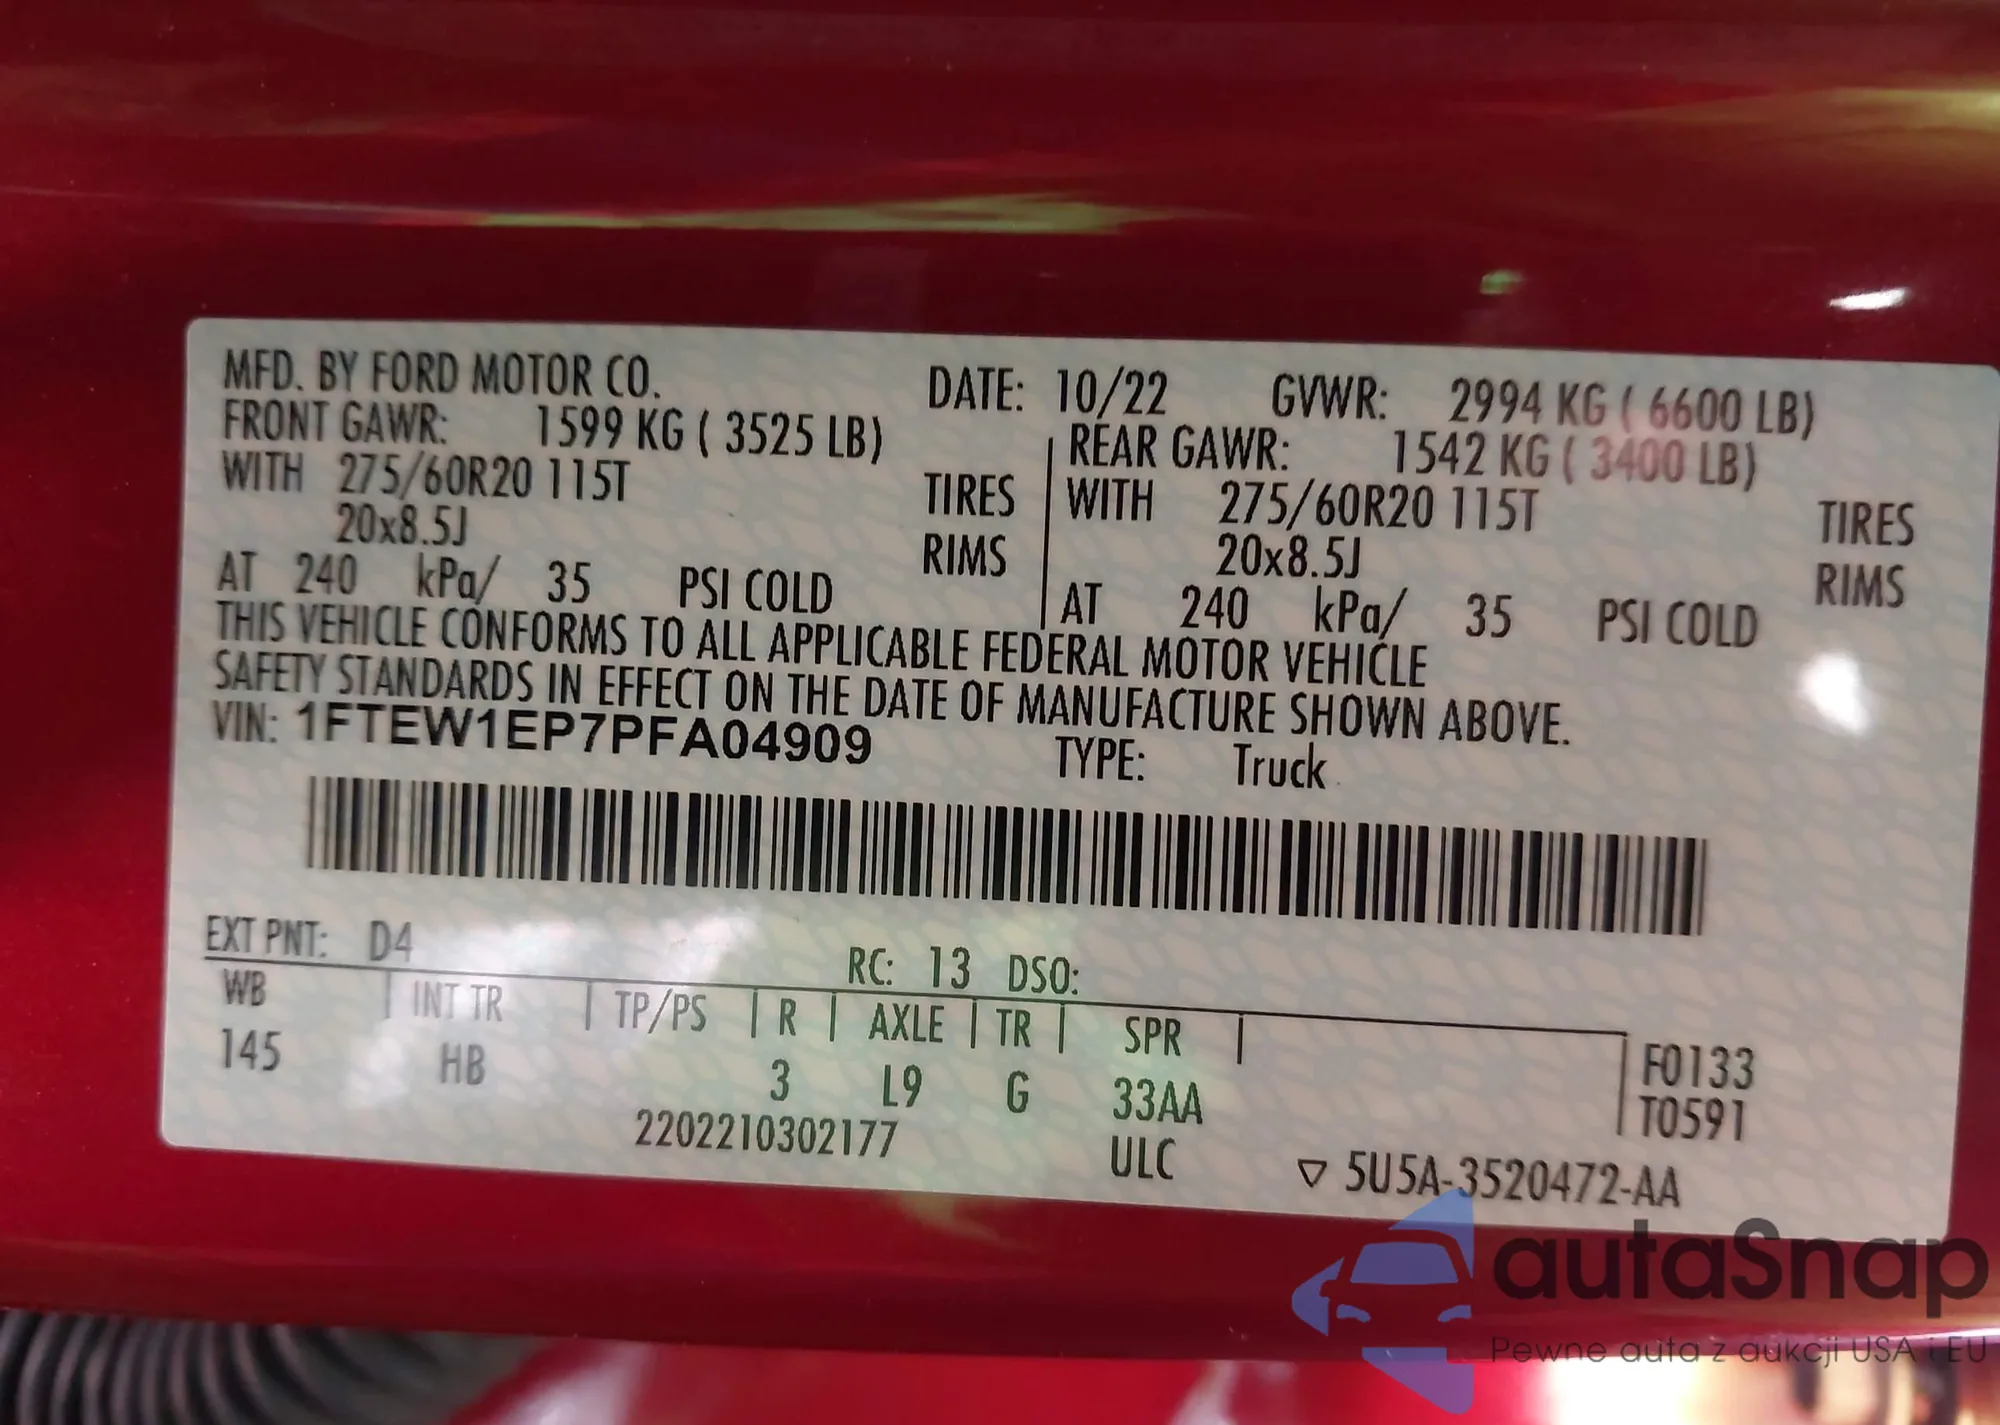 MFD. BY FORD MOTOR CO.
DATE: 10/22 GVWR: 2994 KG ( 6600 LB)
FRONT GAWR: 1599 KG ( 3525 LB) REAR GAWR: 1542 KG ( 3400 LB)
WITH 275/60R20 115T TIRES WITH 275/60R20 115T TIRES
20x8.5J RIMS 20x8.5J RIMS
AT 240 kPa/ 35 PSI COLD AT 240 kPa/ 35 PSI COLD
THIS VEHICLE CONFORMS TO ALL APPLICABLE FEDERAL MOTOR VEHICLE
SAFETY STANDARDS IN EFFECT ON THE DATE OF MANUFACTURE SHOWN ABOVE.
VIN: 1FTEW1EP7PFA04909 TYPE: Truck
EXT PNT: D4 RC: 13 DSO:
WB INT TR TP/PS R AXLE TR SPR
145 HB 3 L9 G 33AA
F0133
T0591
2202210302177 ULC ▽ 5U5A-3520472-AA
autaSnap
Pewne auta z aukcji USA i EU